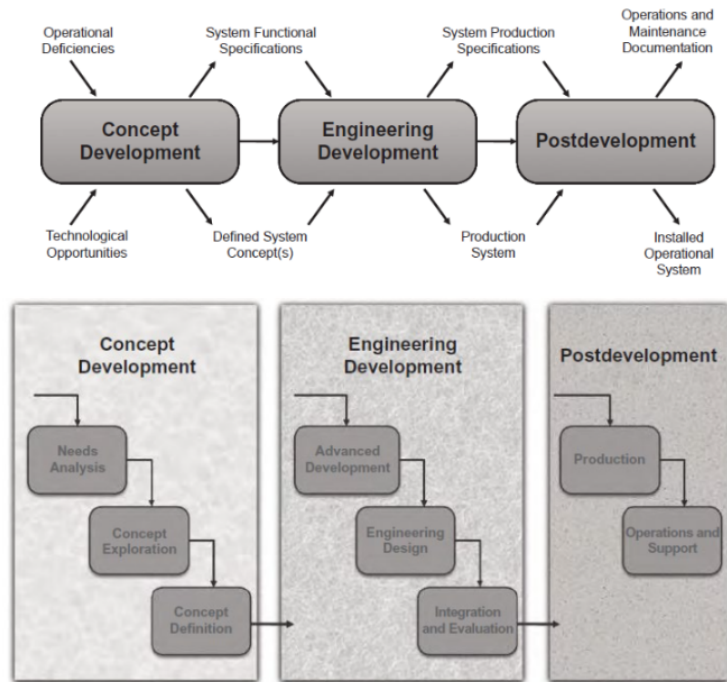 Operational
Deficiencies
System Functional
Specifications
System Production
Specifications
Operations and
Maintenance
Documentation
Concept
Development
Engineering
Development
Postdevelopment
Technological
Opportunities
Defined System
Concept(s)
Production
System
Installed
Operational
System
Concept
Development
Needs
Analysis
Concept
Exploration
Concept
Definition
Engineering
Development
Advanced
Development
Engineering
Design
Integration
and Evaluation
Postdevelopment
Production
Operations and
Support